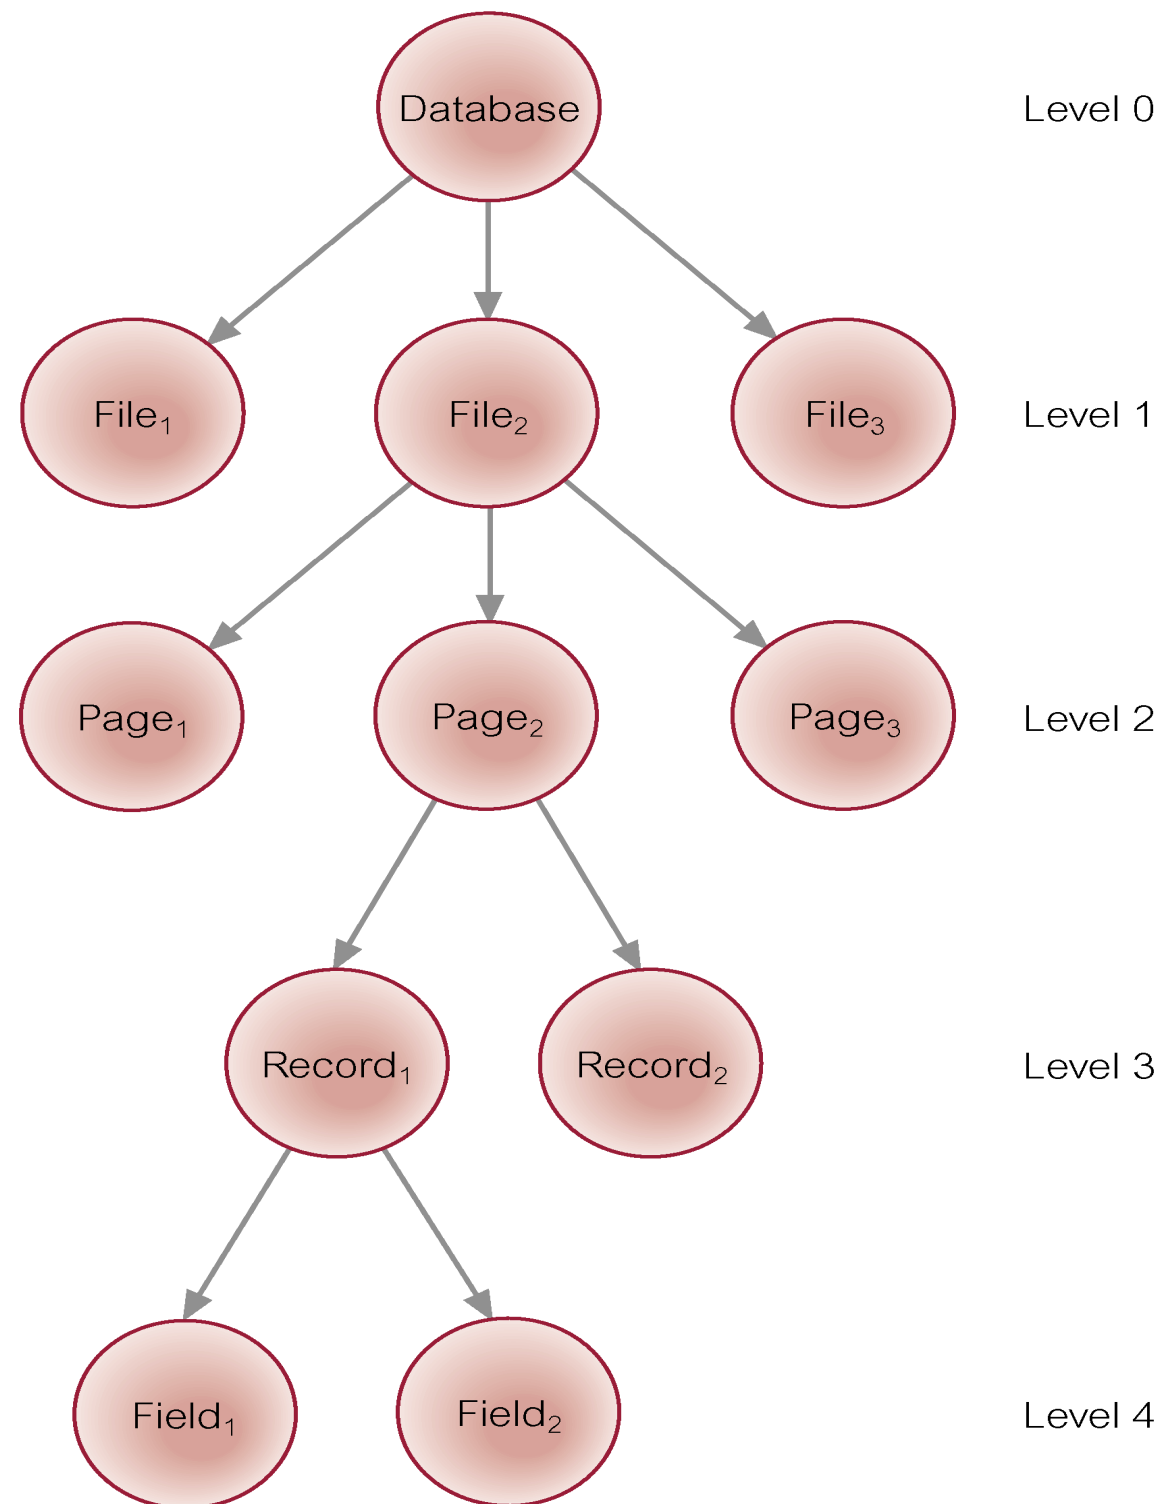 Database Level 0
File₁ File₂ File₃ Level 1
Page₁ Page₂ Page₃ Level 2
Record₁ Record₂ Level 3
Field₁ Field₂ Level 4